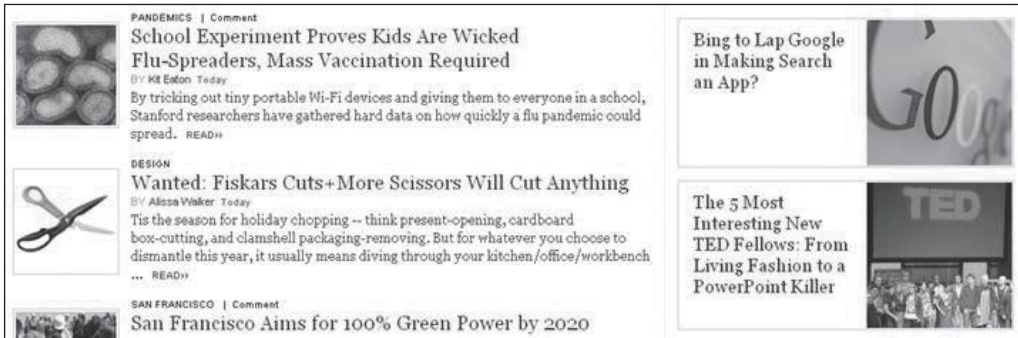 PANDEMICS | Comment
School Experiment Proves Kids Are Wicked
Flu-Spreaders, Mass Vaccination Required
BY Kit Eaton Today
By tricking out tiny portable Wi-Fi devices and giving them to everyone in a school,
Stanford researchers have gathered hard data on how quickly a flu pandemic could
spread. READ»
DESIGN
Wanted: Fiskars Cuts+More Scissors Will Cut Anything
BY Alissa Walker Today
Tis the season for holiday chopping -- think present-opening, cardboard
box-cutting, and clamshell packaging-removing. But for whatever you choose to
dismantle this year, it usually means diving through your kitchen/office/workbench
... READ»
SAN FRANCISCO | Comment
San Francisco Aims for 100% Green Power by 2020
Bing to Lap Google
in Making Search
an App?
Goog
The 5 Most
Interesting New
TED Fellows: From
Living Fashion to a
PowerPoint Killer
TED